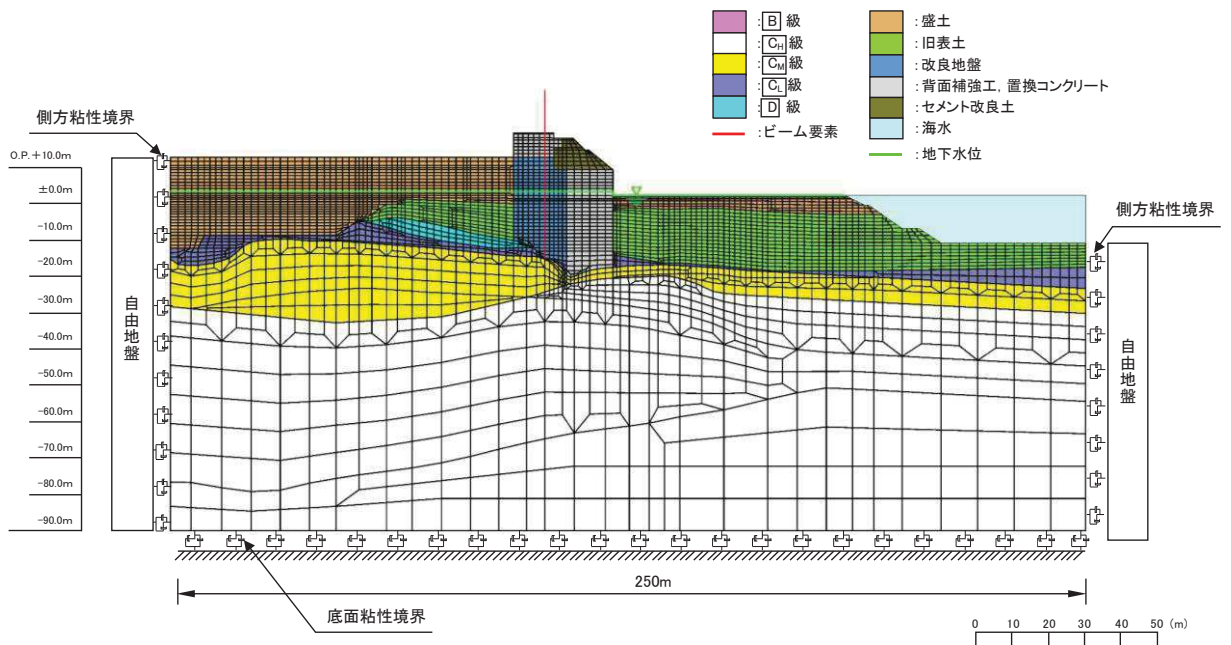 :B 級
:CH級
:CM級
:CL級
:D 級
:ビーム要素
:盛土
:旧表土
:改良地盤
:背面補強工，置換コンクリート
:セメント改良土
:海水
:地下水位
側方粘性境界
側方粘性境界
O.P.+10.0m
±0.0m
-10.0m
-20.0m
-30.0m
-40.0m
-50.0m
-60.0m
-70.0m
-80.0m
-90.0m
自由地盤
自由地盤
250m
底面粘性境界
0 10 20 30 40 50 (m)